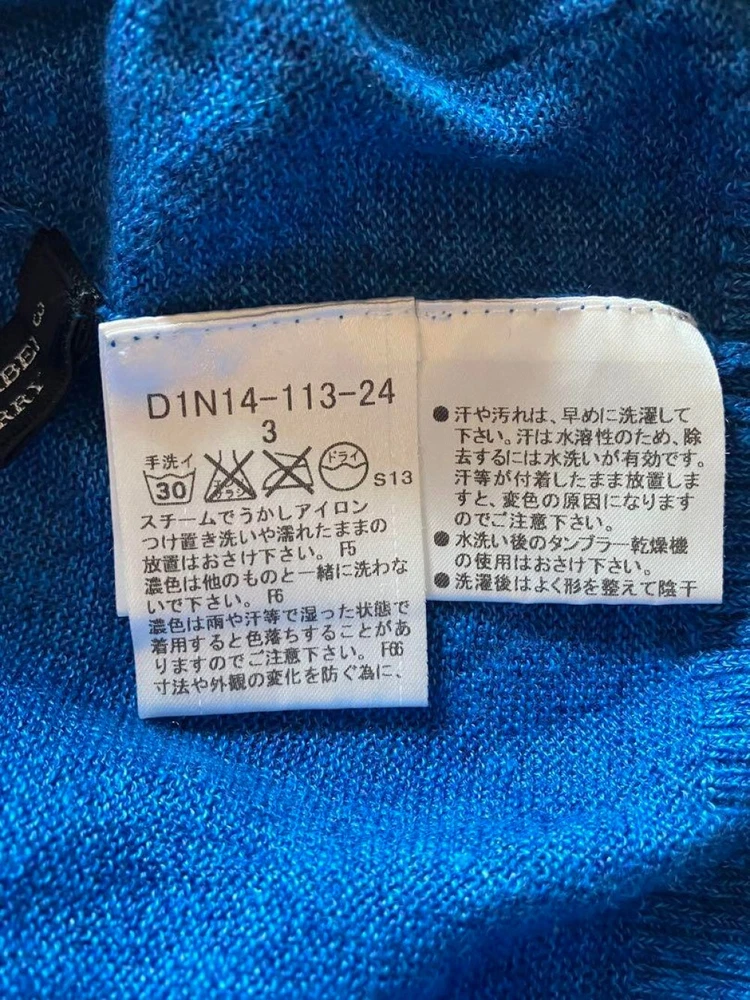 D1N14-113-24
3
手洗イ
30
エンソ
サラシ
ドライ
S13
スチームでうかしアイロン
つけ置き洗いや濡れたままの
放置はおさけ下さい。 F5
濃色は他のものと一緒に洗わな
いで下さい。 F6
濃色は雨や汗等で湿った状態で
着用すると色落ちすることがあ
りますのでご注意下さい。 F66
寸法や外観の変化を防ぐ為に、
●汗や汚れは、早めに洗濯して
下さい。汗は水溶性のため、除
去するには水洗いが有効です。
汗等が付着したまま放置しま
すと、変色の原因になります
のでご注意下さい。
●水洗い後のタンブラー乾燥機
の使用はおさけ下さい。
●洗濯後はよく形を整えて陰干
3